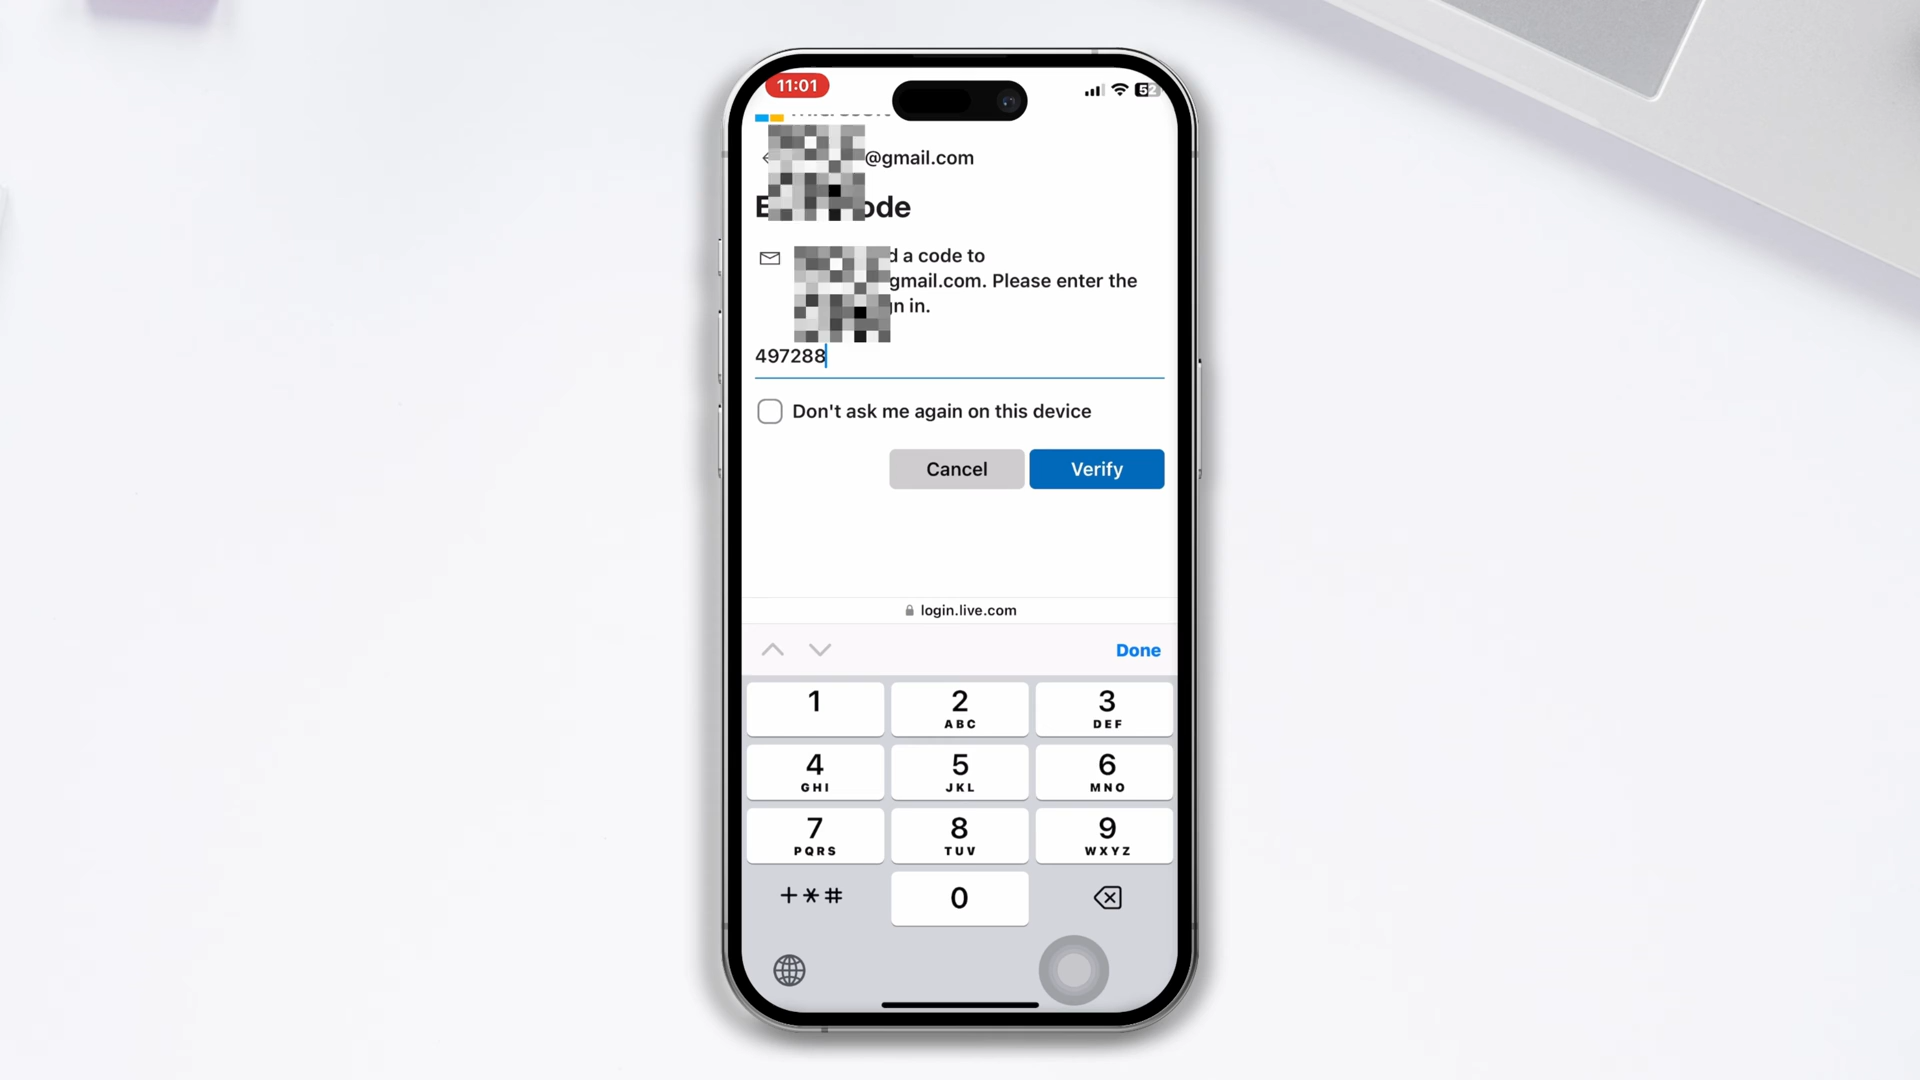 11:01
52
@gmail.com
ode
d a code to
gmail.com. Please enter the
n in.
497288
Don't ask me again on this device
Cancel
Verify
login.live.com
Done
1
2
ABC
3
DEF
4
GHI
5
JKL
6
MNO
7
PQRS
8
TUV
9
WXYZ
+*#
0